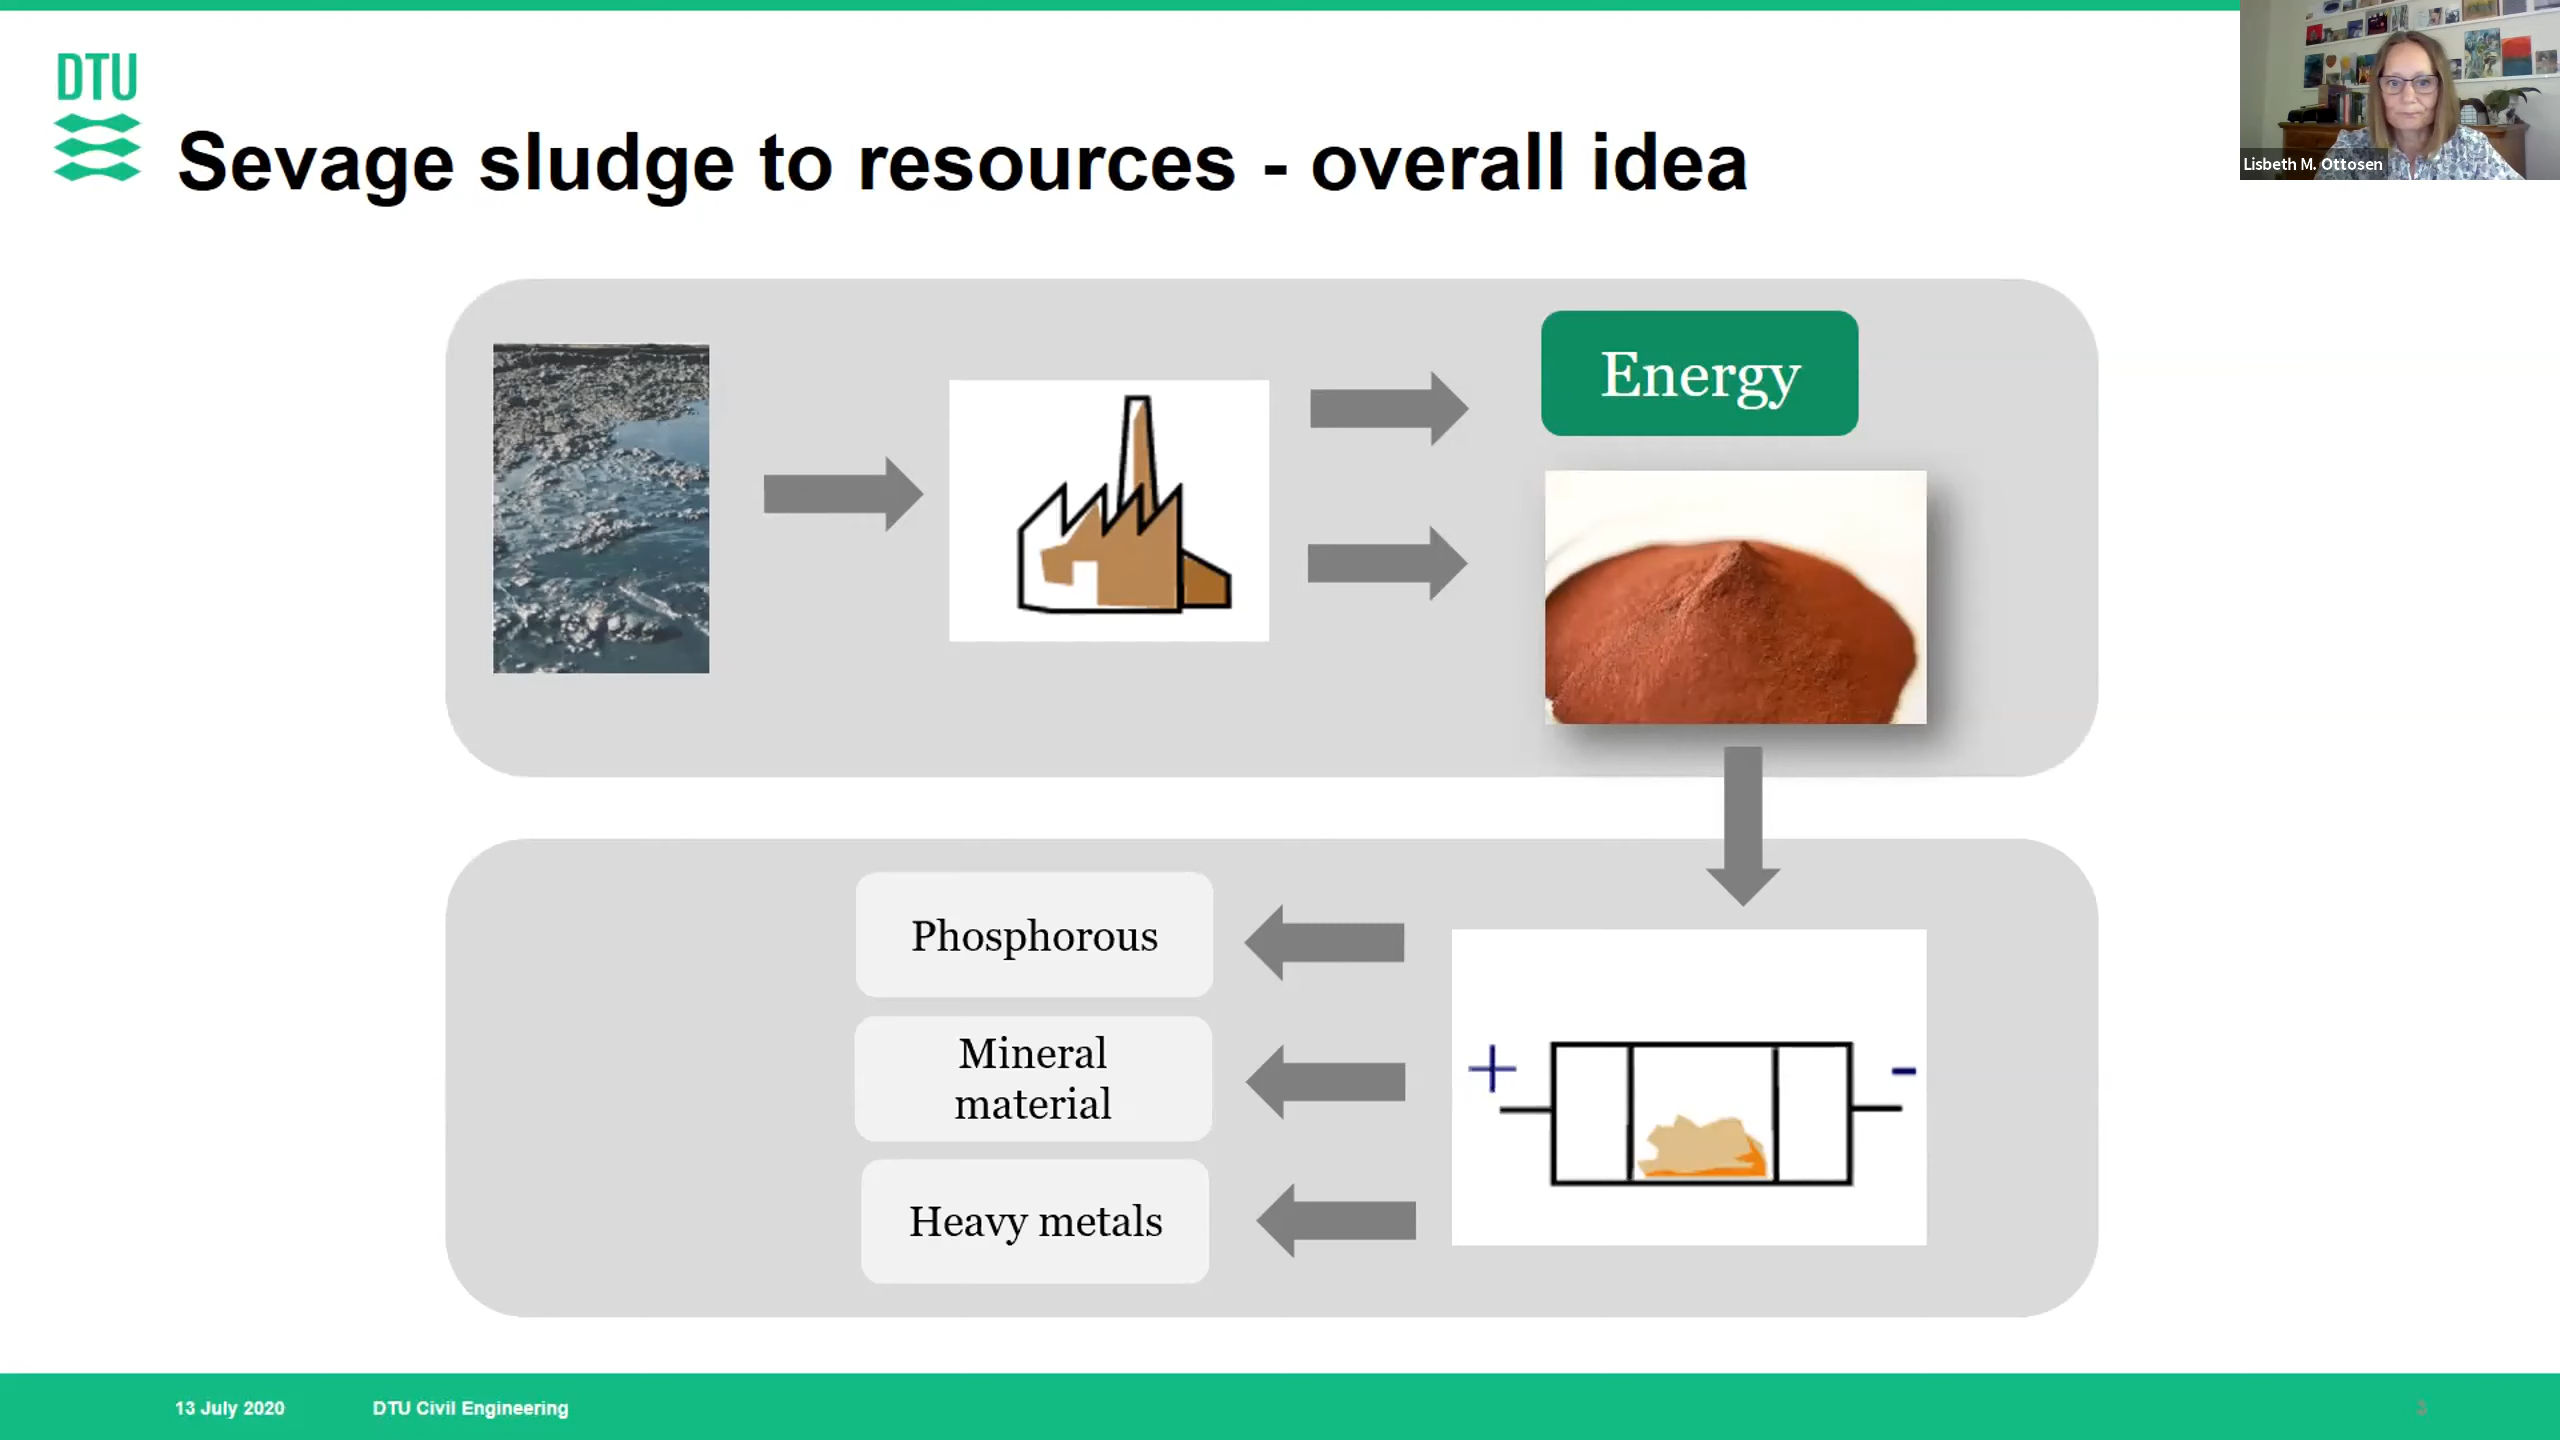 DTU
Sevage sludge to resources - overall idea
Lisbeth M. Ottosen
Energy
Phosphorous
Mineral
material
Heavy metals
+
-
13 July 2020
DTU Civil Engineering
3